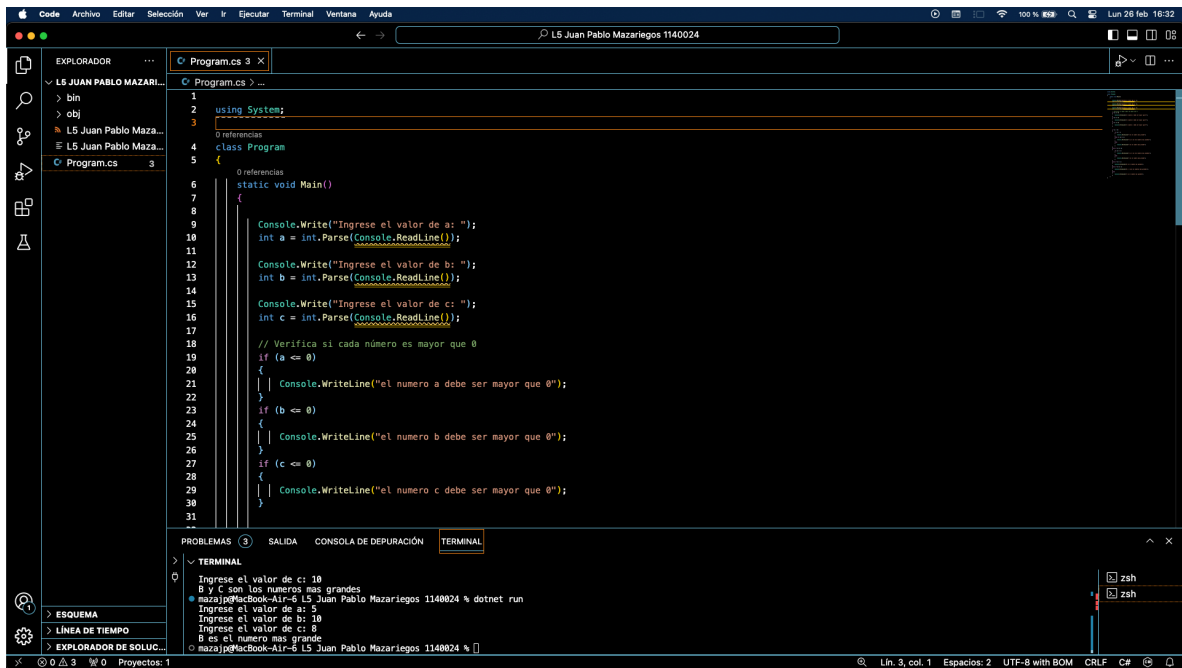 Code Archivo Editar Selección Ver Ir Ejecutar Terminal Ventana Ayuda 100 % Lun 26 feb 16:32
L5 Juan Pablo Mazariegos 1140024
EXPLORADOR ...
L5 JUAN PABLO MAZARI...
> bin
> obj
L5 Juan Pablo Maza...
L5 Juan Pablo Maza...
Program.cs 3
Program.cs 3 ×
Program.cs > ...
1
2 using System;
3
0 referencias
4 class Program
5 {
0 referencias
6 static void Main()
7 {
8
9 Console.Write("Ingrese el valor de a: ");
10 int a = int.Parse(Console.ReadLine());
11
12 Console.Write("Ingrese el valor de b: ");
13 int b = int.Parse(Console.ReadLine());
14
15 Console.Write("Ingrese el valor de c: ");
16 int c = int.Parse(Console.ReadLine());
17
18 // Verifica si cada número es mayor que 0
19 if (a <= 0)
20 {
21 Console.WriteLine("el numero a debe ser mayor que 0");
22 }
23 if (b <= 0)
24 {
25 Console.WriteLine("el numero b debe ser mayor que 0");
26 }
27 if (c <= 0)
28 {
29 Console.WriteLine("el numero c debe ser mayor que 0");
30 }
31
PROBLEMAS 3 SALIDA CONSOLA DE DEPURACIÓN TERMINAL
TERMINAL
Ingrese el valor de c: 10
B y C son los numeros mas grandes
mazajp@MacBook-Air-6 L5 Juan Pablo Mazariegos 1140024 % dotnet run
Ingrese el valor de a: 5
Ingrese el valor de b: 10
Ingrese el valor de c: 8
B es el numero mas grande
mazajp@MacBook-Air-6 L5 Juan Pablo Mazariegos 1140024 %
zsh
zsh
1
> ESQUEMA
> LÍNEA DE TIEMPO
> EXPLORADOR DE SOLUC...
0 3 0 Proyectos: 1 Lín. 3, col. 1 Espacios: 2 UTF-8 with BOM CRLF C#